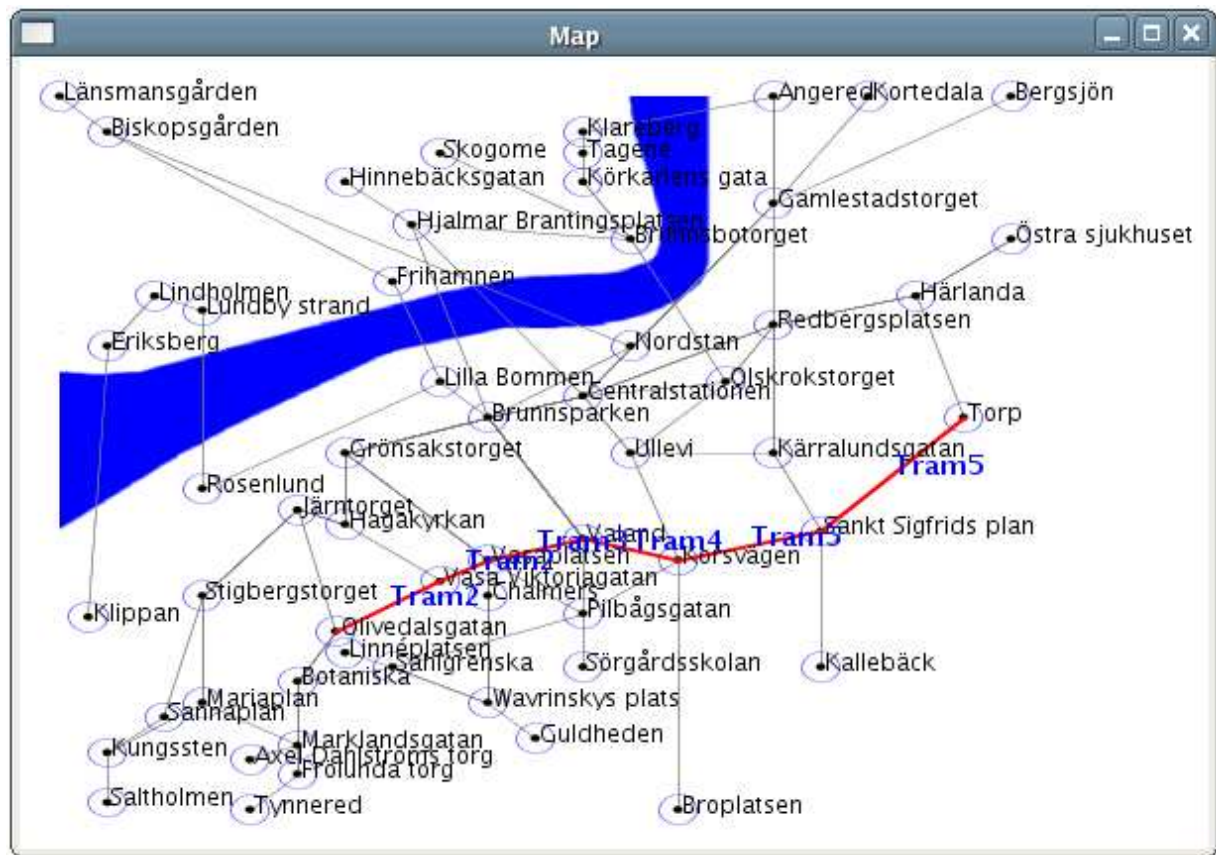 Map
Länsmansgården
Angered
Kortedala
Bergsjön
Biskopsgården
Klareberg
Skogome
Tagene
Hinnebäcksgatan
Körkarlens gata
Gamlestadstorget
Hjalmar Brantingsplatsen
Brunnsbotorget
Östra sjukhuset
Frihamnen
Lindholmen
Härlanda
Lundby strand
Redbergsplatsen
Eriksberg
Nordstan
Lilla Bommen
Olskrokstorget
Centralstationen
Brunnsparken
Torp
Grönsakstorget
Ullevi
Kärralundsgatan
Tram5
Rosenlund
Järntorget
Hagakyrkan
Sankt Sigfrids plan
Valand
Tram3
Tram4
Tram5
Vasaplatsen
Tram2
Korsvägen
Vasa Viktoriagatan
Stigbergstorget
Tram2
Chalmers
Klippan
Pilbågsgatan
Olivedalsgatan
Linnéplatsen
Sahlgrenska
Sörgårdsskolan
Kallebäck
Botaniska
Mariaplan
Wavrinskys plats
Sannaplan
Guldheden
Marklandsgatan
Kungssten
Axel Dahlströms torg
Frölunda torg
Saltholmen
Tynnered
Broplatsen